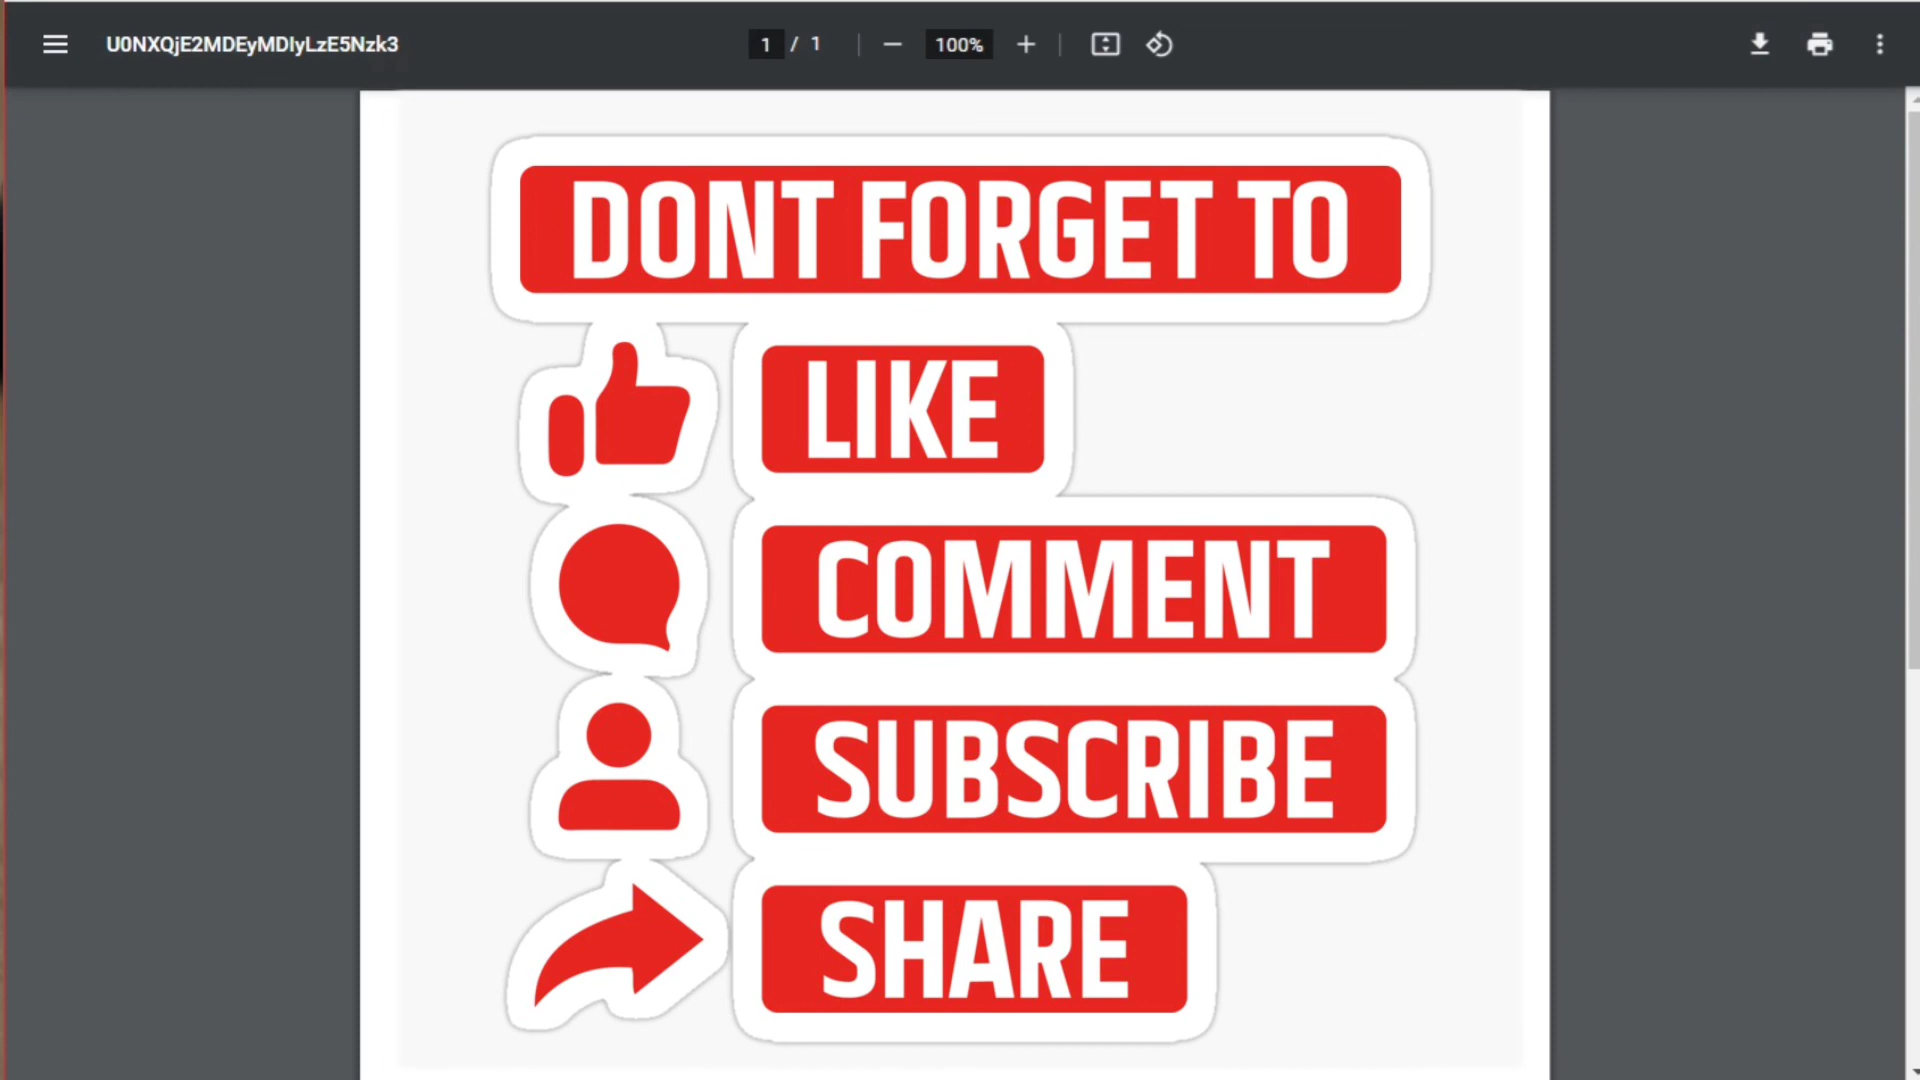 U0NXQjE2MDEyMDIyLzE5Nzk3
1 / 1
100%
DONT FORGET TO
LIKE
COMMENT
SUBSCRIBE
SHARE